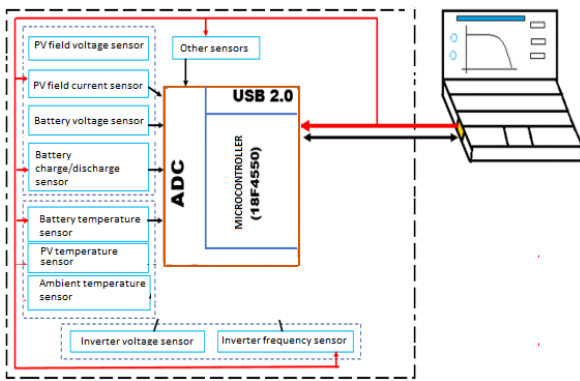 PV field voltage sensor
Other sensors
PV field current sensor
USB 2.0
Battery voltage sensor
Battery
charge/discharge
sensor
ADC
MICROCONTROLLER
(18F4550)
Battery temperature
sensor
PV temperature
sensor
Ambient temperature
sensor
Inverter voltage sensor
Inverter frequency sensor